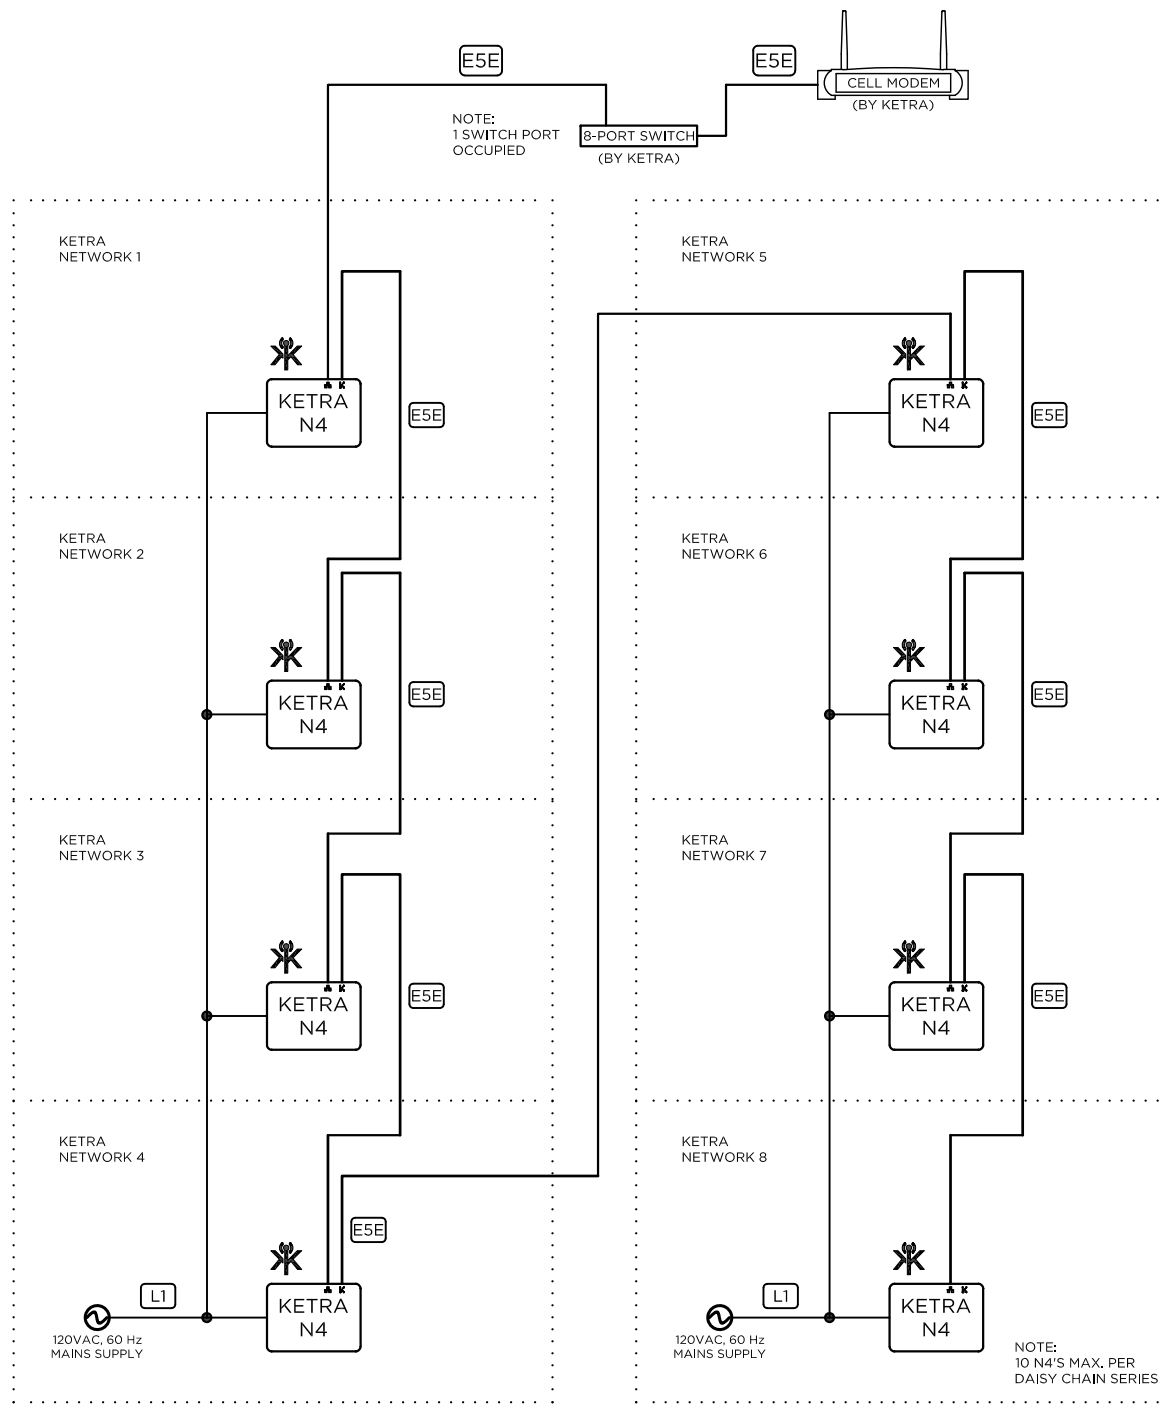 E5E
E5E
CELL MODEM
(BY KETRA)
NOTE:
1 SWITCH PORT
OCCUPIED
8-PORT SWITCH
(BY KETRA)
KETRA
NETWORK 1
KETRA
N4
E5E
KETRA
NETWORK 2
KETRA
N4
E5E
KETRA
NETWORK 3
KETRA
N4
E5E
KETRA
NETWORK 4
E5E
KETRA
N4
L1
120VAC, 60 Hz
MAINS SUPPLY
KETRA
NETWORK 5
KETRA
N4
E5E
KETRA
NETWORK 6
KETRA
N4
E5E
KETRA
NETWORK 7
KETRA
N4
E5E
KETRA
NETWORK 8
KETRA
N4
L1
120VAC, 60 Hz
MAINS SUPPLY
NOTE:
10 N4'S MAX. PER
DAISY CHAIN SERIES